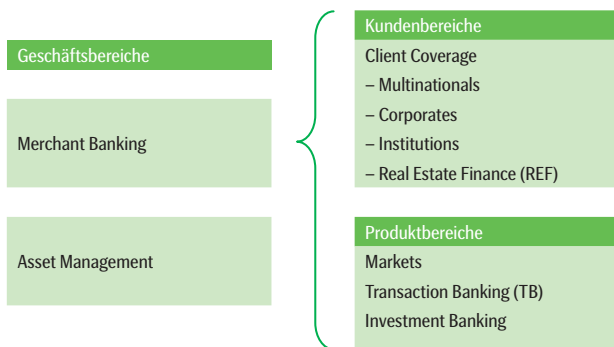 Geschäftsbereiche
Merchant Banking
Asset Management
Kundenbereiche
Client Coverage
– Multinationals
– Corporates
– Institutions
– Real Estate Finance (REF)
Produktbereiche
Markets
Transaction Banking (TB)
Investment Banking